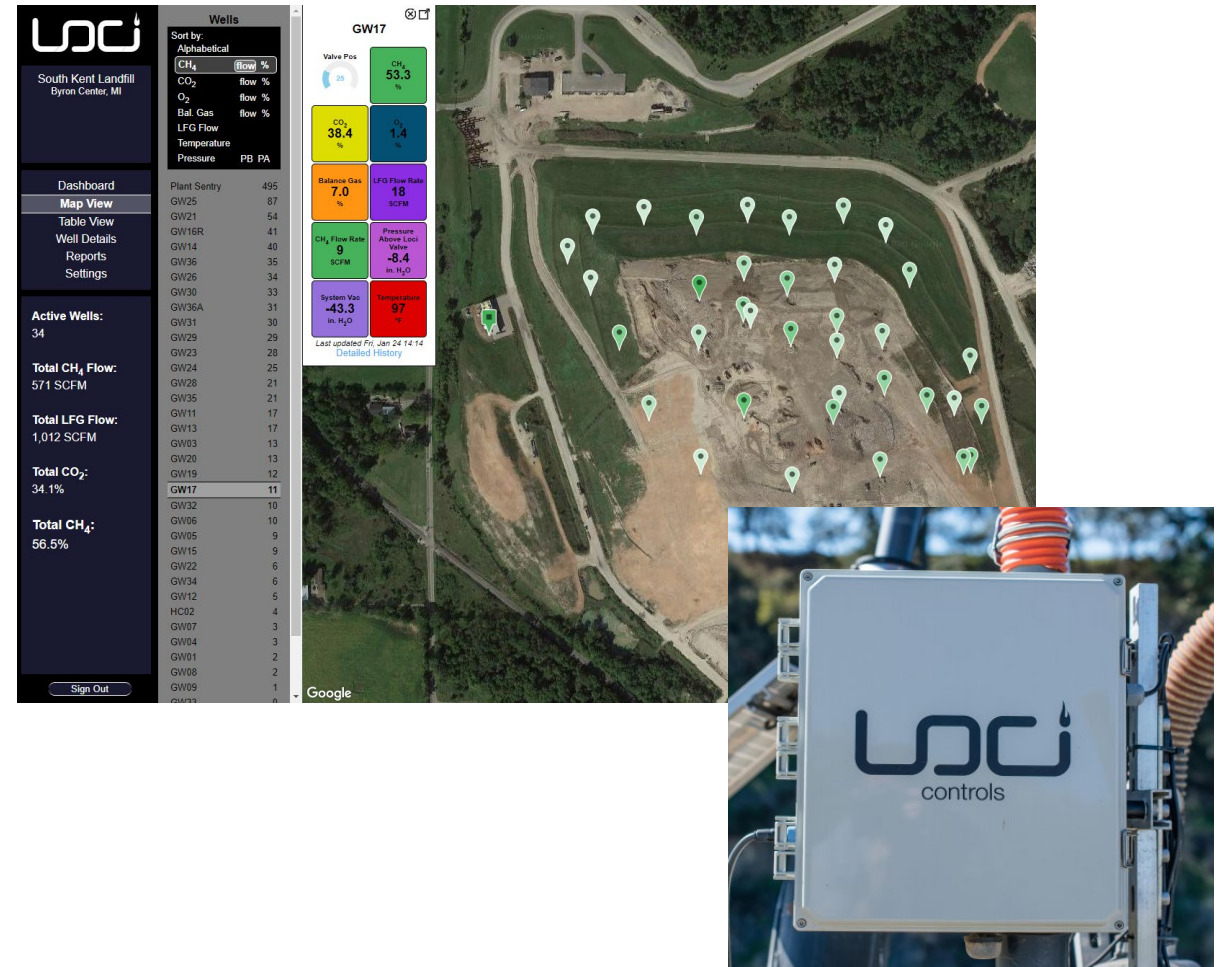 LOCI
South Kent Landfill
Byron Center, MI
Dashboard
Map View
Table View
Well Details
Reports
Settings
Active Wells:
34
Total CH4 Flow:
571 SCFM
Total LFG Flow:
1,012 SCFM
Total CO2:
34.1%
Total CH4:
56.5%
Sign Out
Wells
Sort by:
Alphabetical
CH4 flow %
CO2 flow %
O2 flow %
Bal. Gas flow %
LFG Flow
Temperature
Pressure PB PA
Plant Sentry 495
GW25 87
GW21 54
GW16R 41
GW14 40
GW36 35
GW26 34
GW30 33
GW36A 31
GW31 30
GW29 29
GW23 28
GW24 25
GW28 21
GW35 21
GW11 17
GW13 17
GW03 13
GW20 13
GW19 12
GW17 11
GW32 10
GW06 10
GW05 9
GW15 9
GW22 6
GW34 6
GW12 5
HC02 4
GW07 3
GW04 3
GW01 2
GW08 2
GW09 1
GW33 0
GW17
Valve Pos
25
CH4
53.3
%
CO2
38.4
%
O2
1.4
%
Balance Gas
7.0
%
LFG Flow Rate
18
SCFM
CH4 Flow Rate
9
SCFM
Pressure
Above Loci
Valve
-8.4
in. H2O
System Vac
-43.3
in. H2O
Temperature
97
°F
Last updated Fri, Jan 24 14:14
Detailed History
Google
LOCI
controls